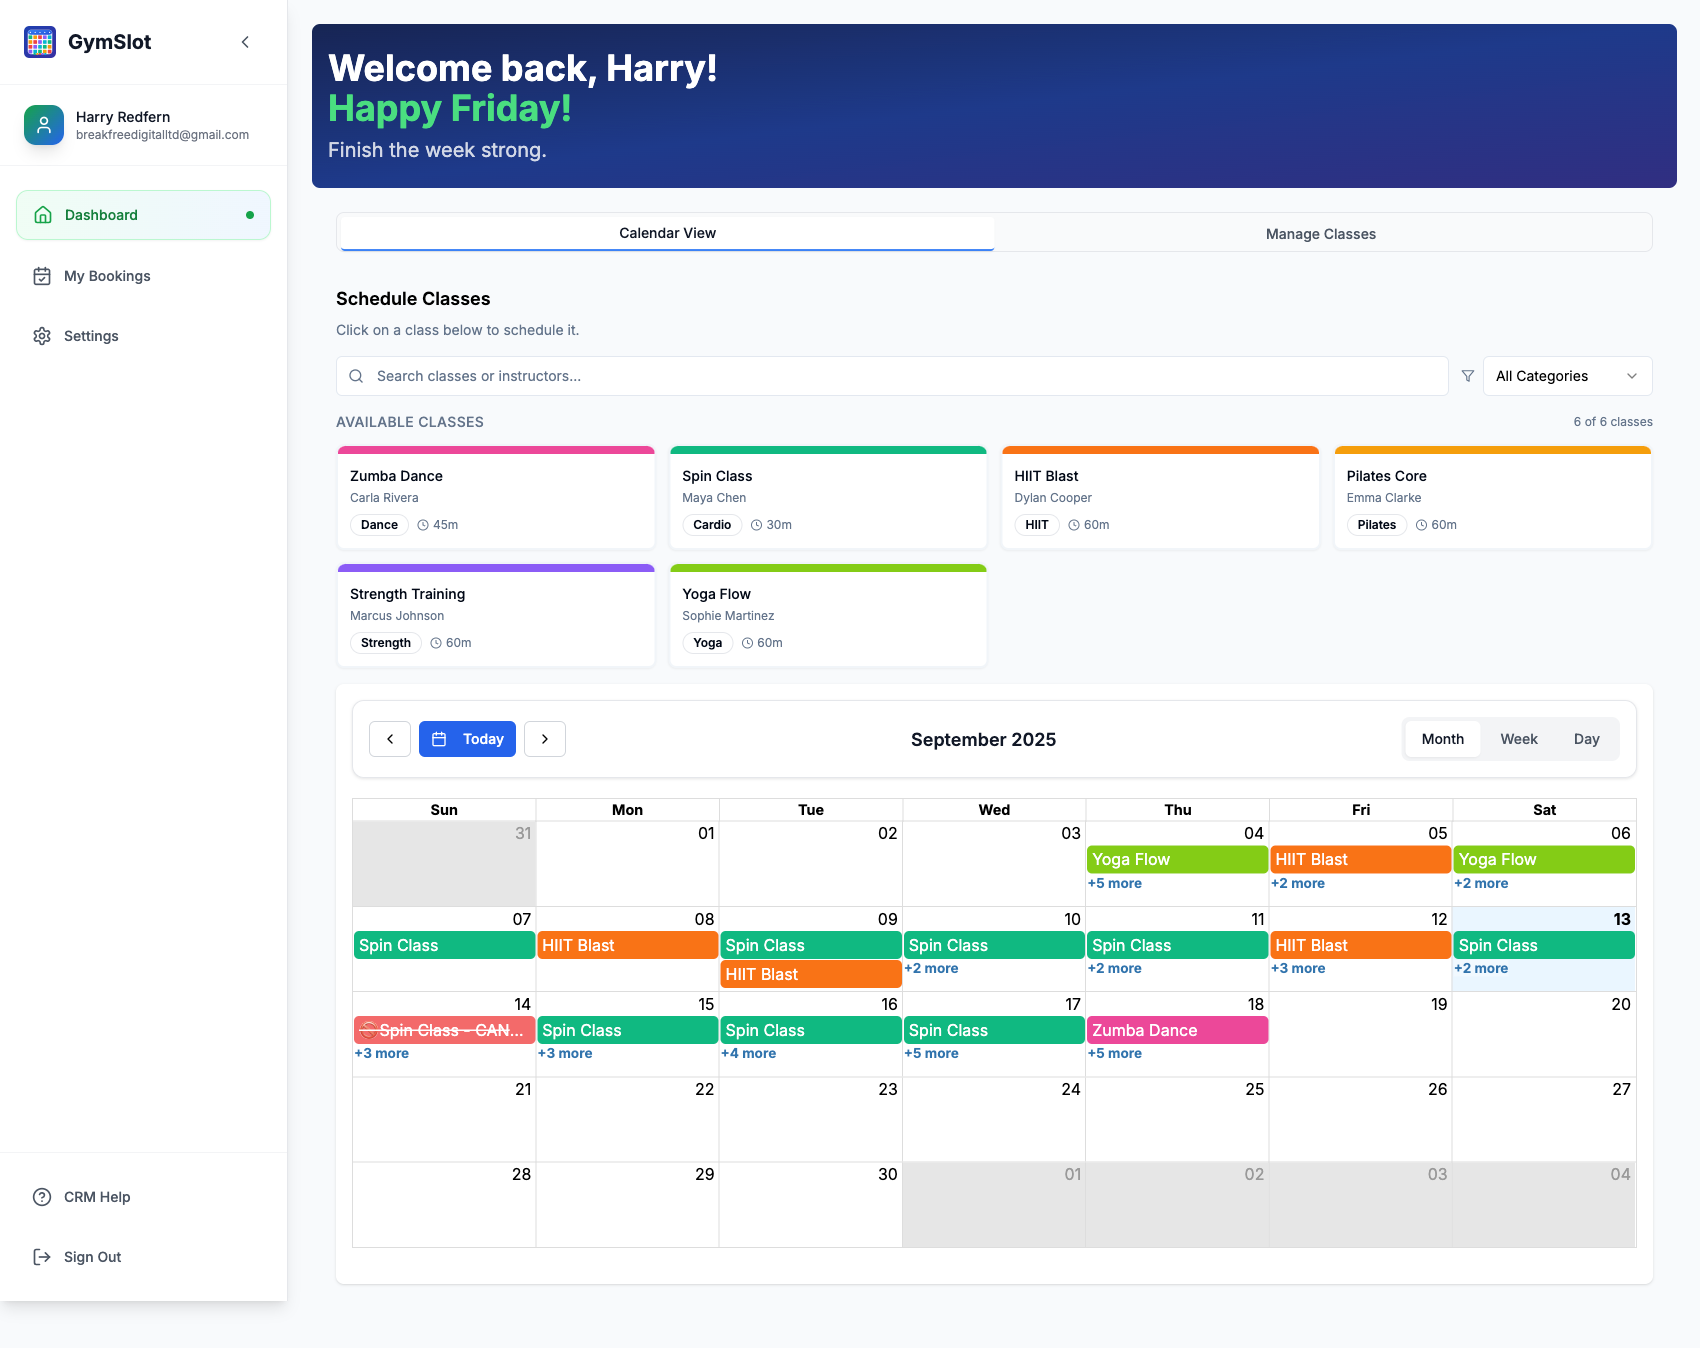 GymSlot
Harry Redfern
breakfreedigitalltd@gmail.com
Dashboard
My Bookings
Settings
CRM Help
Sign Out
Welcome back, Harry!
Happy Friday!
Finish the week strong.
Calendar View
Manage Classes
Schedule Classes
Click on a class below to schedule it.
Search classes or instructors...
All Categories
AVAILABLE CLASSES
6 of 6 classes
Zumba Dance
Carla Rivera
Dance 45m
Spin Class
Maya Chen
Cardio 30m
HIIT Blast
Dylan Cooper
HIIT 60m
Pilates Core
Emma Clarke
Pilates 60m
Strength Training
Marcus Johnson
Strength 60m
Yoga Flow
Sophie Martinez
Yoga 60m
Today
September 2025
Month Week Day
Sun Mon Tue Wed Thu Fri Sat
31 01 02 03 04 05 06
Yoga Flow HIIT Blast Yoga Flow
+5 more +2 more +2 more
07 08 09 10 11 12 13
Spin Class HIIT Blast Spin Class Spin Class Spin Class HIIT Blast Spin Class
HIIT Blast +2 more +2 more +3 more +2 more
14 15 16 17 18 19 20
🚫Spin Class - CAN... Spin Class Spin Class Spin Class Zumba Dance
+3 more +3 more +4 more +5 more +5 more
21 22 23 24 25 26 27
28 29 30 01 02 03 04